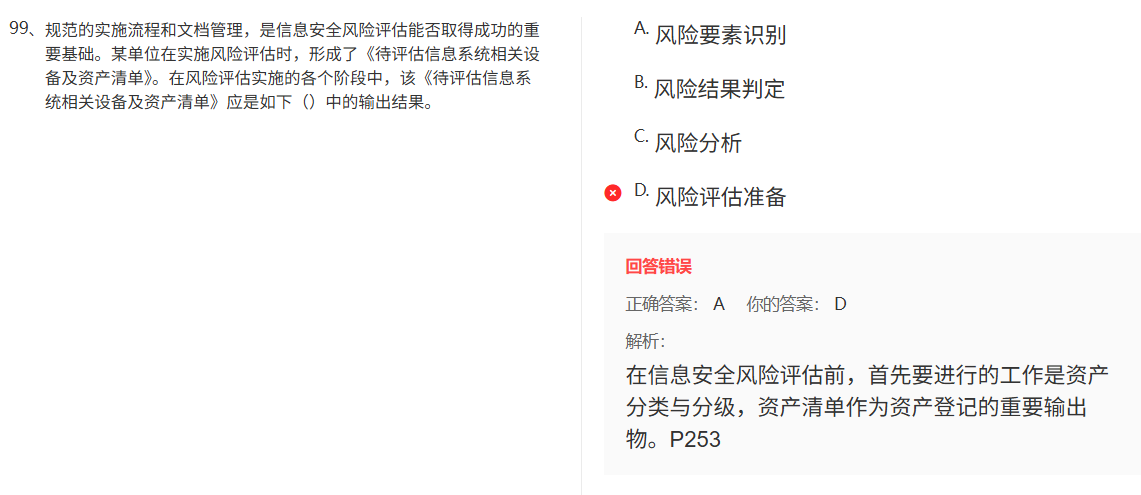 99、规范的实施流程和文档管理，是信息安全风险评估能否取得成功的重
要基础。某单位在实施风险评估时，形成了《待评估信息系统相关设
备及资产清单》。在风险评估实施的各个阶段中，该《待评估信息系
统相关设备及资产清单》应是如下（）中的输出结果。
A. 风险要素识别
B. 风险结果判定
C. 风险分析
D. 风险评估准备
回答错误
正确答案： A 你的答案： D
解析：
在信息安全风险评估前，首先要进行的工作是资产
分类与分级，资产清单作为资产登记的重要输出
物。P253